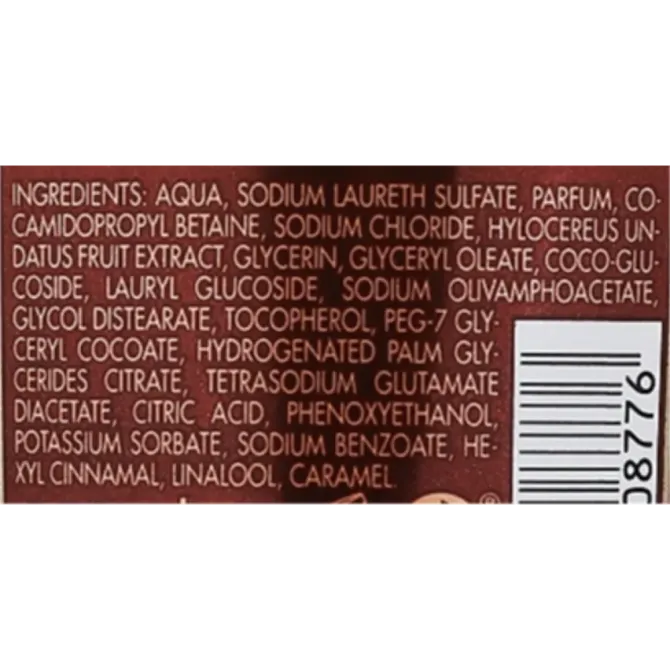 INGREDIENTS: AQUA, SODIUM LAURETH SULFATE, PARFUM, CO-
CAMIDOPROPYL BETAINE, SODIUM CHLORIDE, HYLOCEREUS UN-
DATUS FRUIT EXTRACT, GLYCERIN, GLYCERYL OLEATE, COCO-GLU-
COSIDE, LAURYL GLUCOSIDE, SODIUM OLIVAMPHOACETATE,
GLYCOL DISTEARATE, TOCOPHEROL, PEG-7 GLY-
CERYL COCOATE, HYDROGENATED PALM GLY-
CERIDES CITRATE, TETRASODIUM GLUTAMATE
DIACETATE, CITRIC ACID, PHENOXYETHANOL,
POTASSIUM SORBATE, SODIUM BENZOATE, HE-
XYL CINNAMAL, LINALOOL, CARAMEL.
®
08776